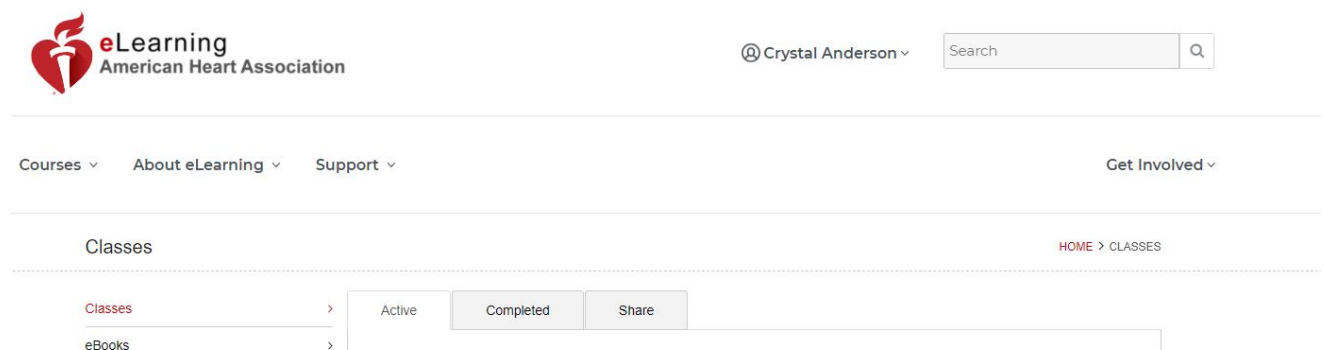 eLearning
American Heart Association
Crystal Anderson
Search
Courses
About eLearning
Support
Get Involved
Classes
HOME > CLASSES
Classes
Active
Completed
Share
eBooks